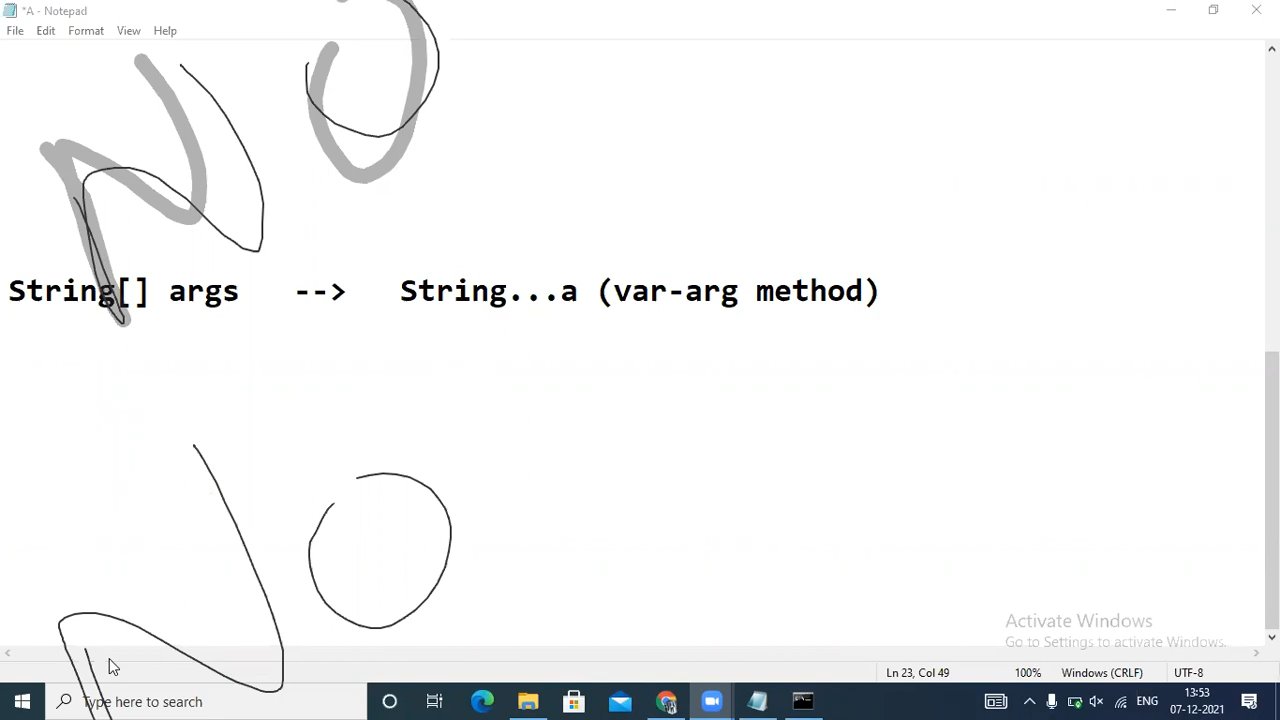 *A - Notepad
File Edit Format View Help
NO
String[] args --> String...a (var-arg method)
NO
Activate Windows
Go to Settings to activate Windows.
Ln 23, Col 49 100% Windows (CRLF) UTF-8
Type here to search
ENG
13:53
07-12-2021